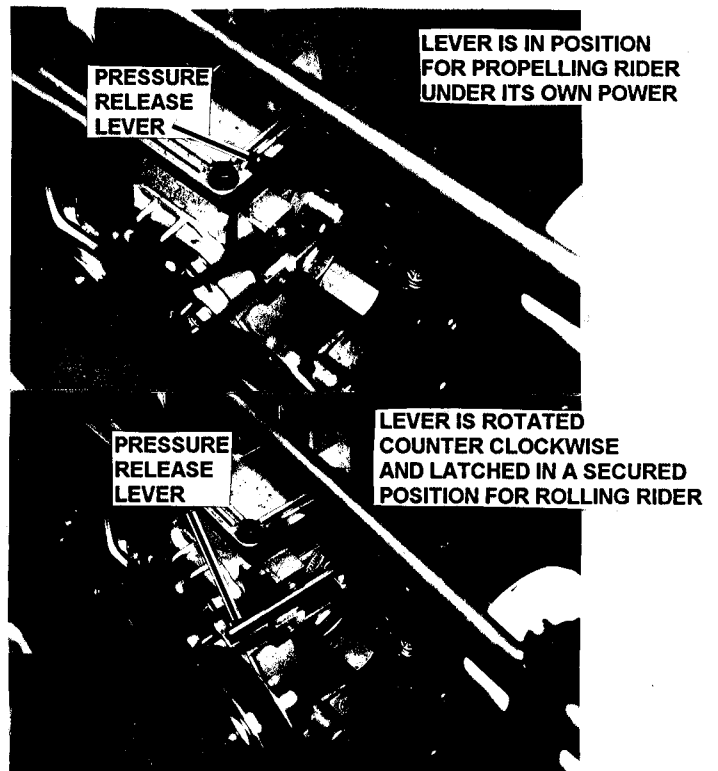 LEVER IS IN POSITION
FOR PROPELLING RIDER
UNDER ITS OWN POWER
PRESSURE
RELEASE
LEVER
LEVER IS ROTATED
COUNTER CLOCKWISE
AND LATCHED IN A SECURED
POSITION FOR ROLLING RIDER
PRESSURE
RELEASE
LEVER